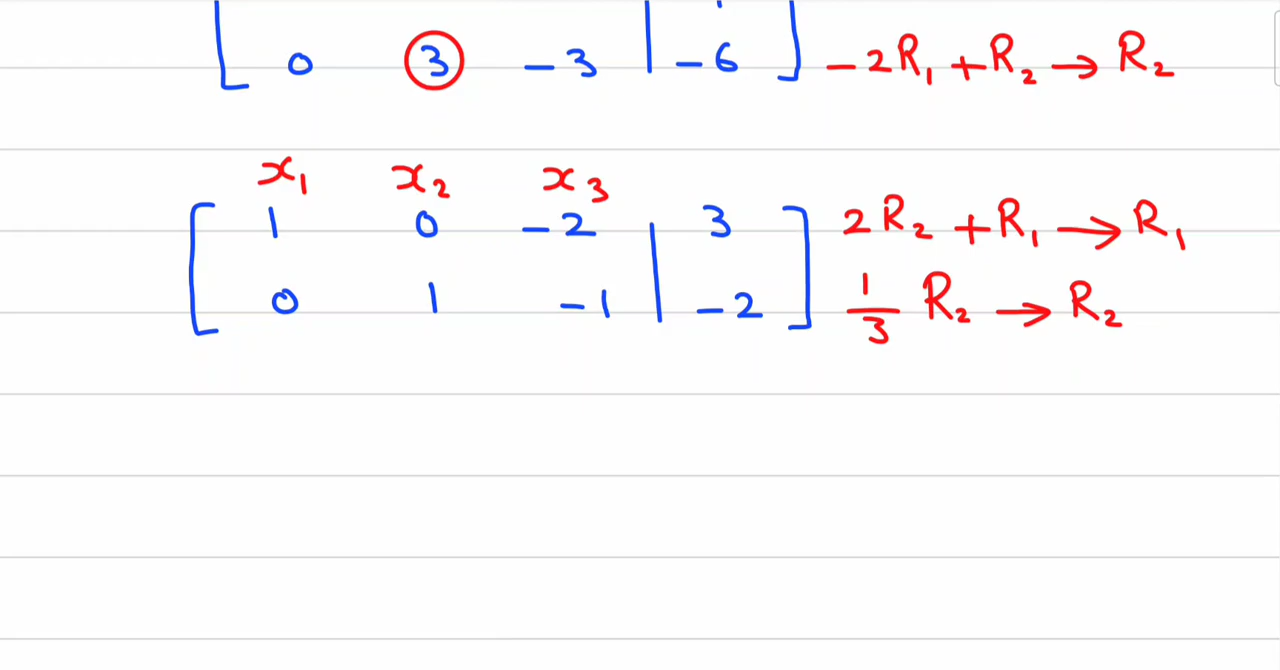 0 3 -3 | -6 ] -2R₁ + R₂ → R₂
x₁ x₂ x₃
[ 1 0 -2 | 3 ] 2R₂ + R₁ → R₁
0 1 -1 | -2 1/3 R₂ → R₂